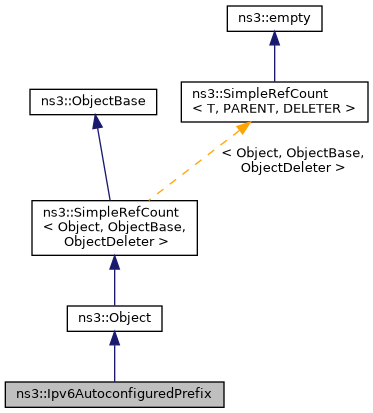 ns3::empty
ns3::SimpleRefCount
< T, PARENT, DELETER >
ns3::ObjectBase
< Object, ObjectBase,
ObjectDeleter >
ns3::SimpleRefCount
< Object, ObjectBase,
ObjectDeleter >
ns3::Object
ns3::Ipv6AutoconfiguredPrefix